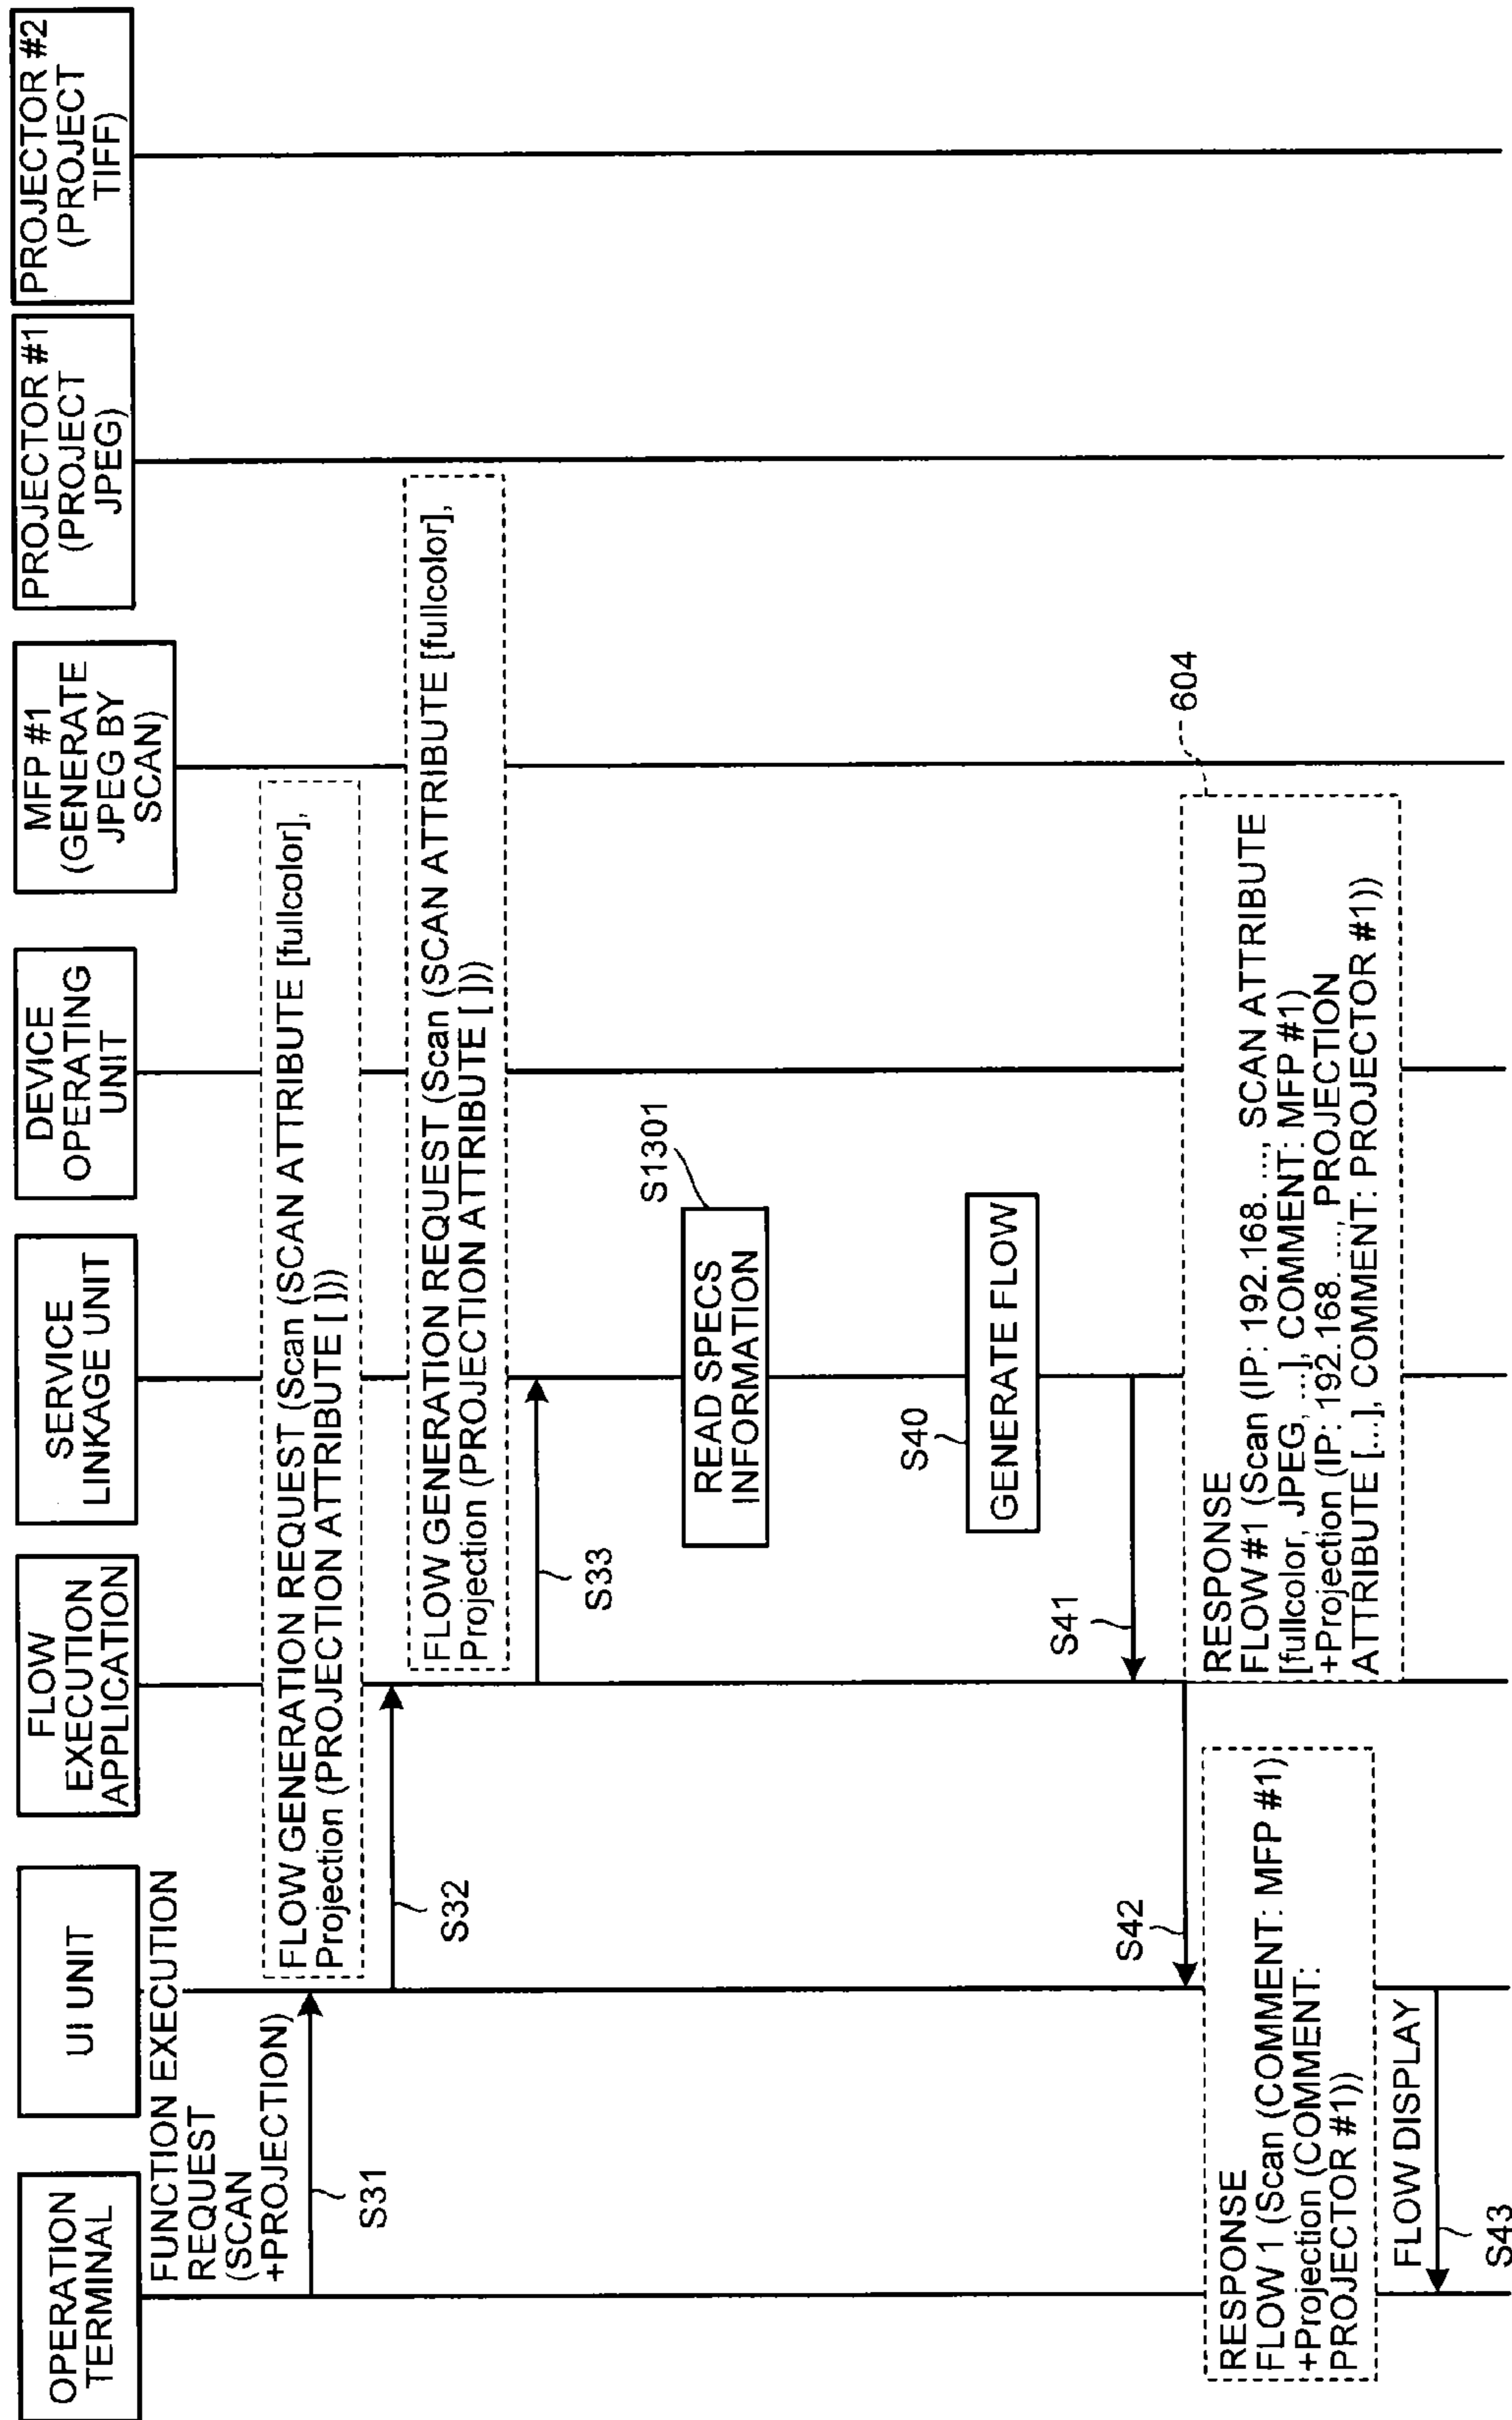 OPERATION
TERMINAL
UI UNIT
FLOW
EXECUTION
APPLICATION
SERVICE
LINKAGE UNIT
DEVICE
OPERATING
UNIT
MFP #1
(GENERATE
JPEG BY
SCAN)
PROJECTOR #1
(PROJECT
JPEG)
PROJECTOR #2
(PROJECT
TIFF)
FUNCTION EXECUTION
REQUEST
(SCAN
+PROJECTION)
S31
FLOW GENERATION REQUEST (Scan (SCAN ATTRIBUTE [fullcolor],
Projection (PROJECTION ATTRIBUTE [ ]))
S32
FLOW GENERATION REQUEST (Scan (SCAN ATTRIBUTE [fullcolor],
Projection (PROJECTION ATTRIBUTE [ ]))
S33
READ SPECS
INFORMATION
S1301
GENERATE FLOW
S40
S41
RESPONSE
FLOW #1 (Scan (IP: 192.168. ..., SCAN ATTRIBUTE
[fullcolor, JPEG, ...], COMMENT: MFP #1)
+Projection (IP: 192.168. ..., PROJECTION
ATTRIBUTE [...], COMMENT: PROJECTOR #1))
604
S42
RESPONSE
FLOW 1 (Scan (COMMENT: MFP #1)
+Projection (COMMENT:
PROJECTOR #1))
FLOW DISPLAY
S43